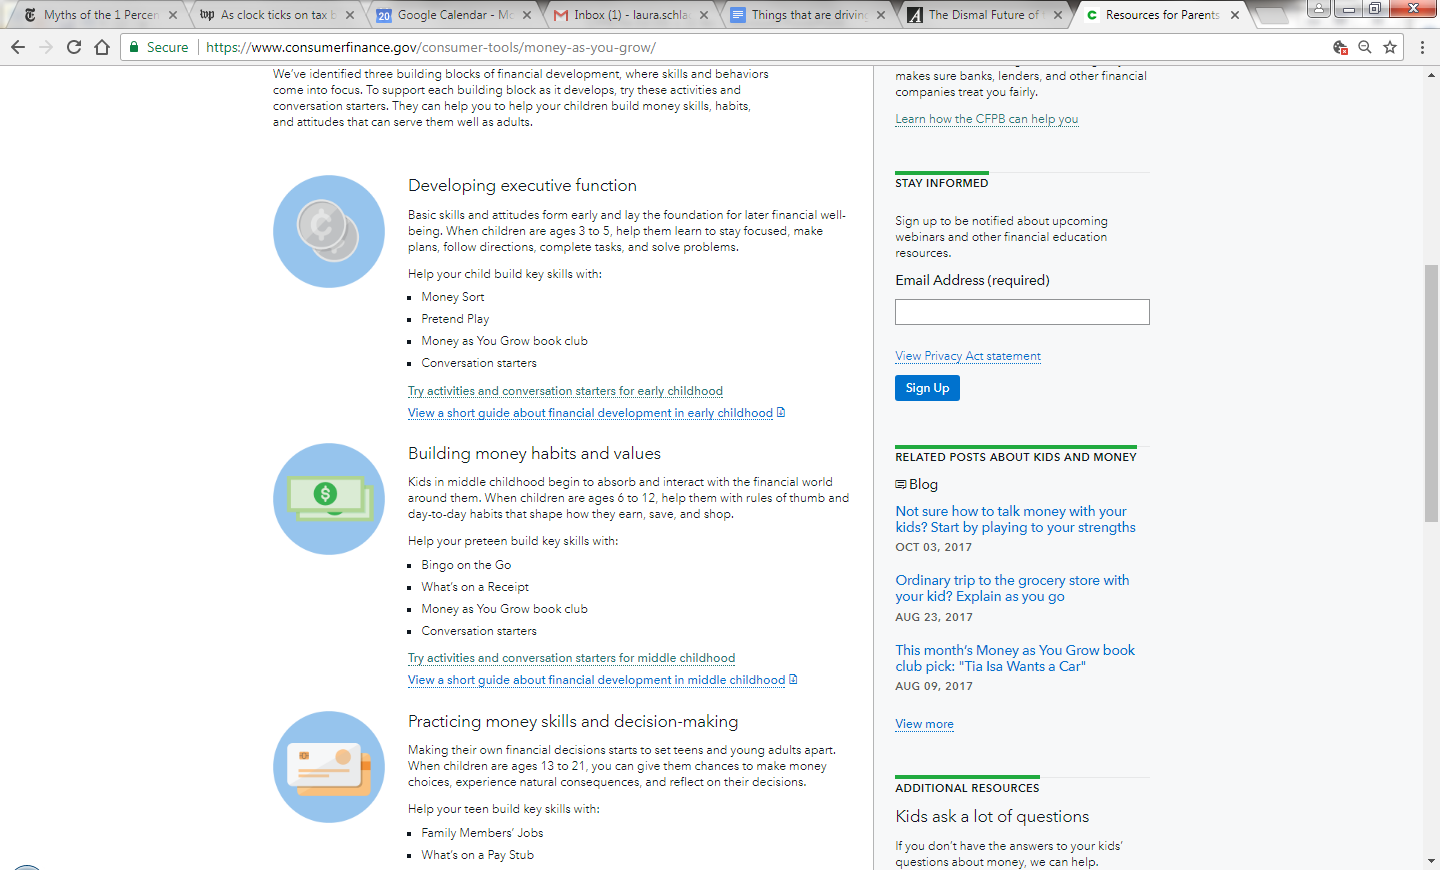 Myths of the 1 Percen
As clock ticks on tax b
Google Calendar - Mo
Inbox (1) - laura.schla
Things that are driving
The Dismal Future of
Resources for Parents
Secure
https://www.consumerfinance.gov/consumer-tools/money-as-you-grow/
We've identified three building blocks of financial development, where skills and behaviors
come into focus. To support each building block as it develops, try these activities and
conversation starters. They can help you to help your children build money skills, habits,
and attitudes that can serve them well as adults.
Developing executive function
Basic skills and attitudes form early and lay the foundation for later financial well-
being. When children are ages 3 to 5, help them learn to stay focused, make
plans, follow directions, complete tasks, and solve problems.
Help your child build key skills with:
Money Sort
Pretend Play
Money as You Grow book club
Conversation starters
Try activities and conversation starters for early childhood
View a short guide about financial development in early childhood
Building money habits and values
Kids in middle childhood begin to absorb and interact with the financial world
around them. When children are ages 6 to 12, help them with rules of thumb and
day-to-day habits that shape how they earn, save, and shop.
Help your preteen build key skills with:
Bingo on the Go
What's on a Receipt
Money as You Grow book club
Conversation starters
Try activities and conversation starters for middle childhood
View a short guide about financial development in middle childhood
Practicing money skills and decision-making
Making their own financial decisions starts to set teens and young adults apart.
When children are ages 13 to 21, you can give them chances to make money
choices, experience natural consequences, and reflect on their decisions.
Help your teen build key skills with:
Family Members' Jobs
What's on a Pay Stub
makes sure banks, lenders, and other financial
companies treat you fairly.
Learn how the CFPB can help you
STAY INFORMED
Sign up to be notified about upcoming
webinars and other financial education
resources.
Email Address (required)
View Privacy Act statement
Sign Up
RELATED POSTS ABOUT KIDS AND MONEY
Blog
Not sure how to talk money with your
kids? Start by playing to your strengths
OCT 03, 2017
Ordinary trip to the grocery store with
your kid? Explain as you go
AUG 23, 2017
This month's Money as You Grow book
club pick: "Tia Isa Wants a Car"
AUG 09, 2017
View more
ADDITIONAL RESOURCES
Kids ask a lot of questions
If you don't have the answers to your kids'
questions about money, we can help.